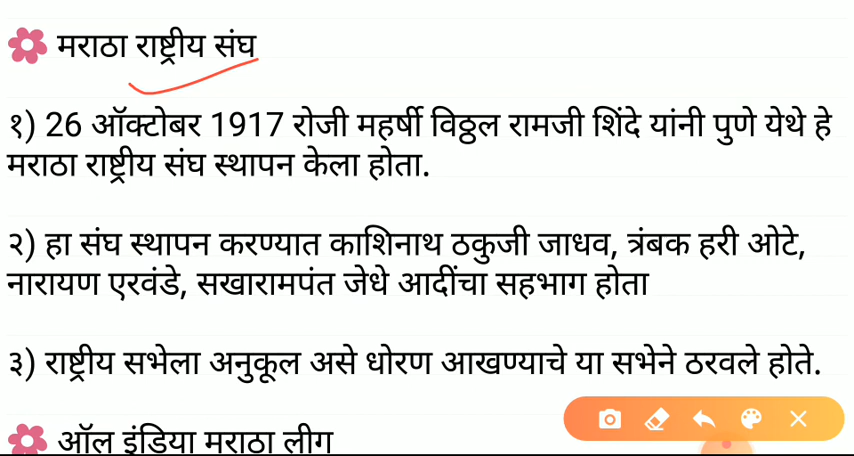 मराठा राष्ट्रीय संघ
१) 26 ऑक्टोबर 1917 रोजी महर्षी विठ्ठल रामजी शिंदे यांनी पुणे येथे हे
मराठा राष्ट्रीय संघ स्थापन केला होता.
२) हा संघ स्थापन करण्यात काशिनाथ ठकुजी जाधव, त्रंबक हरी ओटे,
नारायण एरवंडे, सखारामपंत जेधे आदींचा सहभाग होता
३) राष्ट्रीय सभेला अनुकूल असे धोरण आखण्याचे या सभेने ठरवले होते.
ऑल इंडिया मराठा लीग